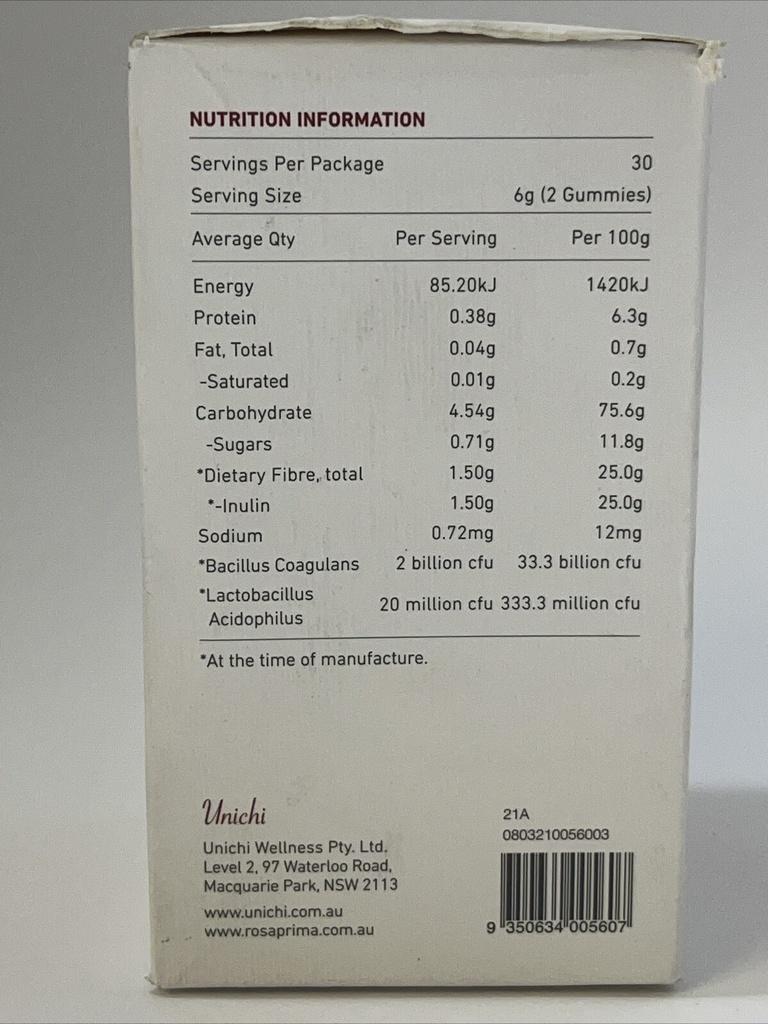 NUTRITION INFORMATION
Servings Per Package 30
Serving Size 6g (2 Gummies)
Average Qty Per Serving Per 100g
Energy 85.20kJ 1420kJ
Protein 0.38g 6.3g
Fat, Total 0.04g 0.7g
-Saturated 0.01g 0.2g
Carbohydrate 4.54g 75.6g
-Sugars 0.71g 11.8g
*Dietary Fibre, total 1.50g 25.0g
*-Inulin 1.50g 25.0g
Sodium 0.72mg 12mg
*Bacillus Coagulans 2 billion cfu 33.3 billion cfu
*Lactobacillus
Acidophilus 20 million cfu 333.3 million cfu
*At the time of manufacture.
Unichi
Unichi Wellness Pty. Ltd.
Level 2, 97 Waterloo Road,
Macquarie Park, NSW 2113
www.unichi.com.au
www.rosaprima.com.au
21A
0803210056003
9 350634 005607